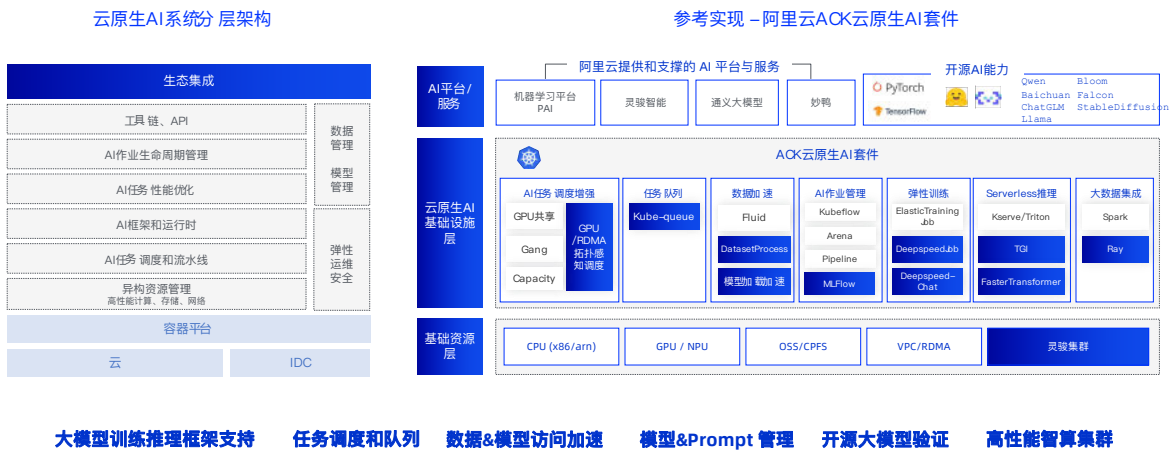 云原生AI系统分层架构
生态集成
工具链、API
AI作业生命周期管理
AI任务性能优化
AI框架和运行时
AI任务调度和流水线
异构资源管理
高性能计算、存储、网络
数据
管理
模型
管理
弹性
运维
安全
容器平台
云
IDC
参考实现 – 阿里云ACK云原生AI套件
AI平台/
服务
阿里云提供和支撑的 AI 平台与服务
机器学习平台
PAI
灵骏智能
通义大模型
妙鸭
开源AI能力
PyTorch
TensorFlow
Qwen
Baichuan
ChatGLM
Llama
Bloom
Falcon
StableDiffusion
云原生AI
基础设施
层
ACK云原生AI套件
AI任务调度增强
GPU共享
Gang
Capacity
GPU
/RDMA
拓扑感
知调度
任务队列
Kube-queue
数据加速
Fluid
DatasetProcess
模型加载加速
AI作业管理
Kubeflow
Arena
Pipeline
MLFlow
弹性训练
ElasticTraining
Job
DeepspeedJob
Deepspeed–
Chat
Serverless推理
Kserve/Triton
TGI
FasterTransformer
大数据集成
Spark
Ray
基础资源
层
CPU (x86/arn)
GPU / NPU
OSS/CPFS
VPC/RDMA
灵骏集群
大模型训练推理框架支持
任务调度和队列
数据&模型访问加速
模型&Prompt 管理
开源大模型验证
高性能智算集群